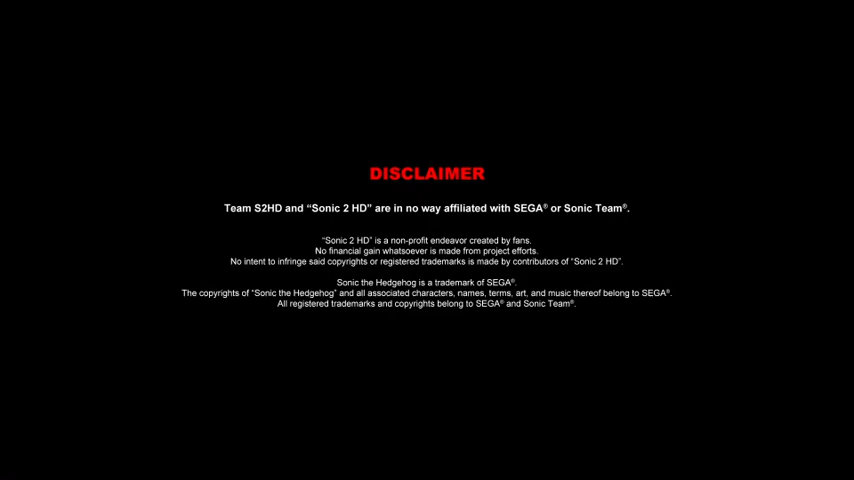 DISCLAIMER
Team S2HD and “Sonic 2 HD” are in no way affiliated with SEGA® or Sonic Team®.
“Sonic 2 HD” is a non-profit endeavor created by fans.
No financial gain whatsoever is made from project efforts.
No intent to infringe said copyrights or registered trademarks is made by contributors of “Sonic 2 HD”.
Sonic the Hedgehog is a trademark of SEGA®.
The copyrights of “Sonic the Hedgehog” and all associated characters, names, terms, art, and music thereof belong to SEGA®.
All registered trademarks and copyrights belong to SEGA® and Sonic Team®.